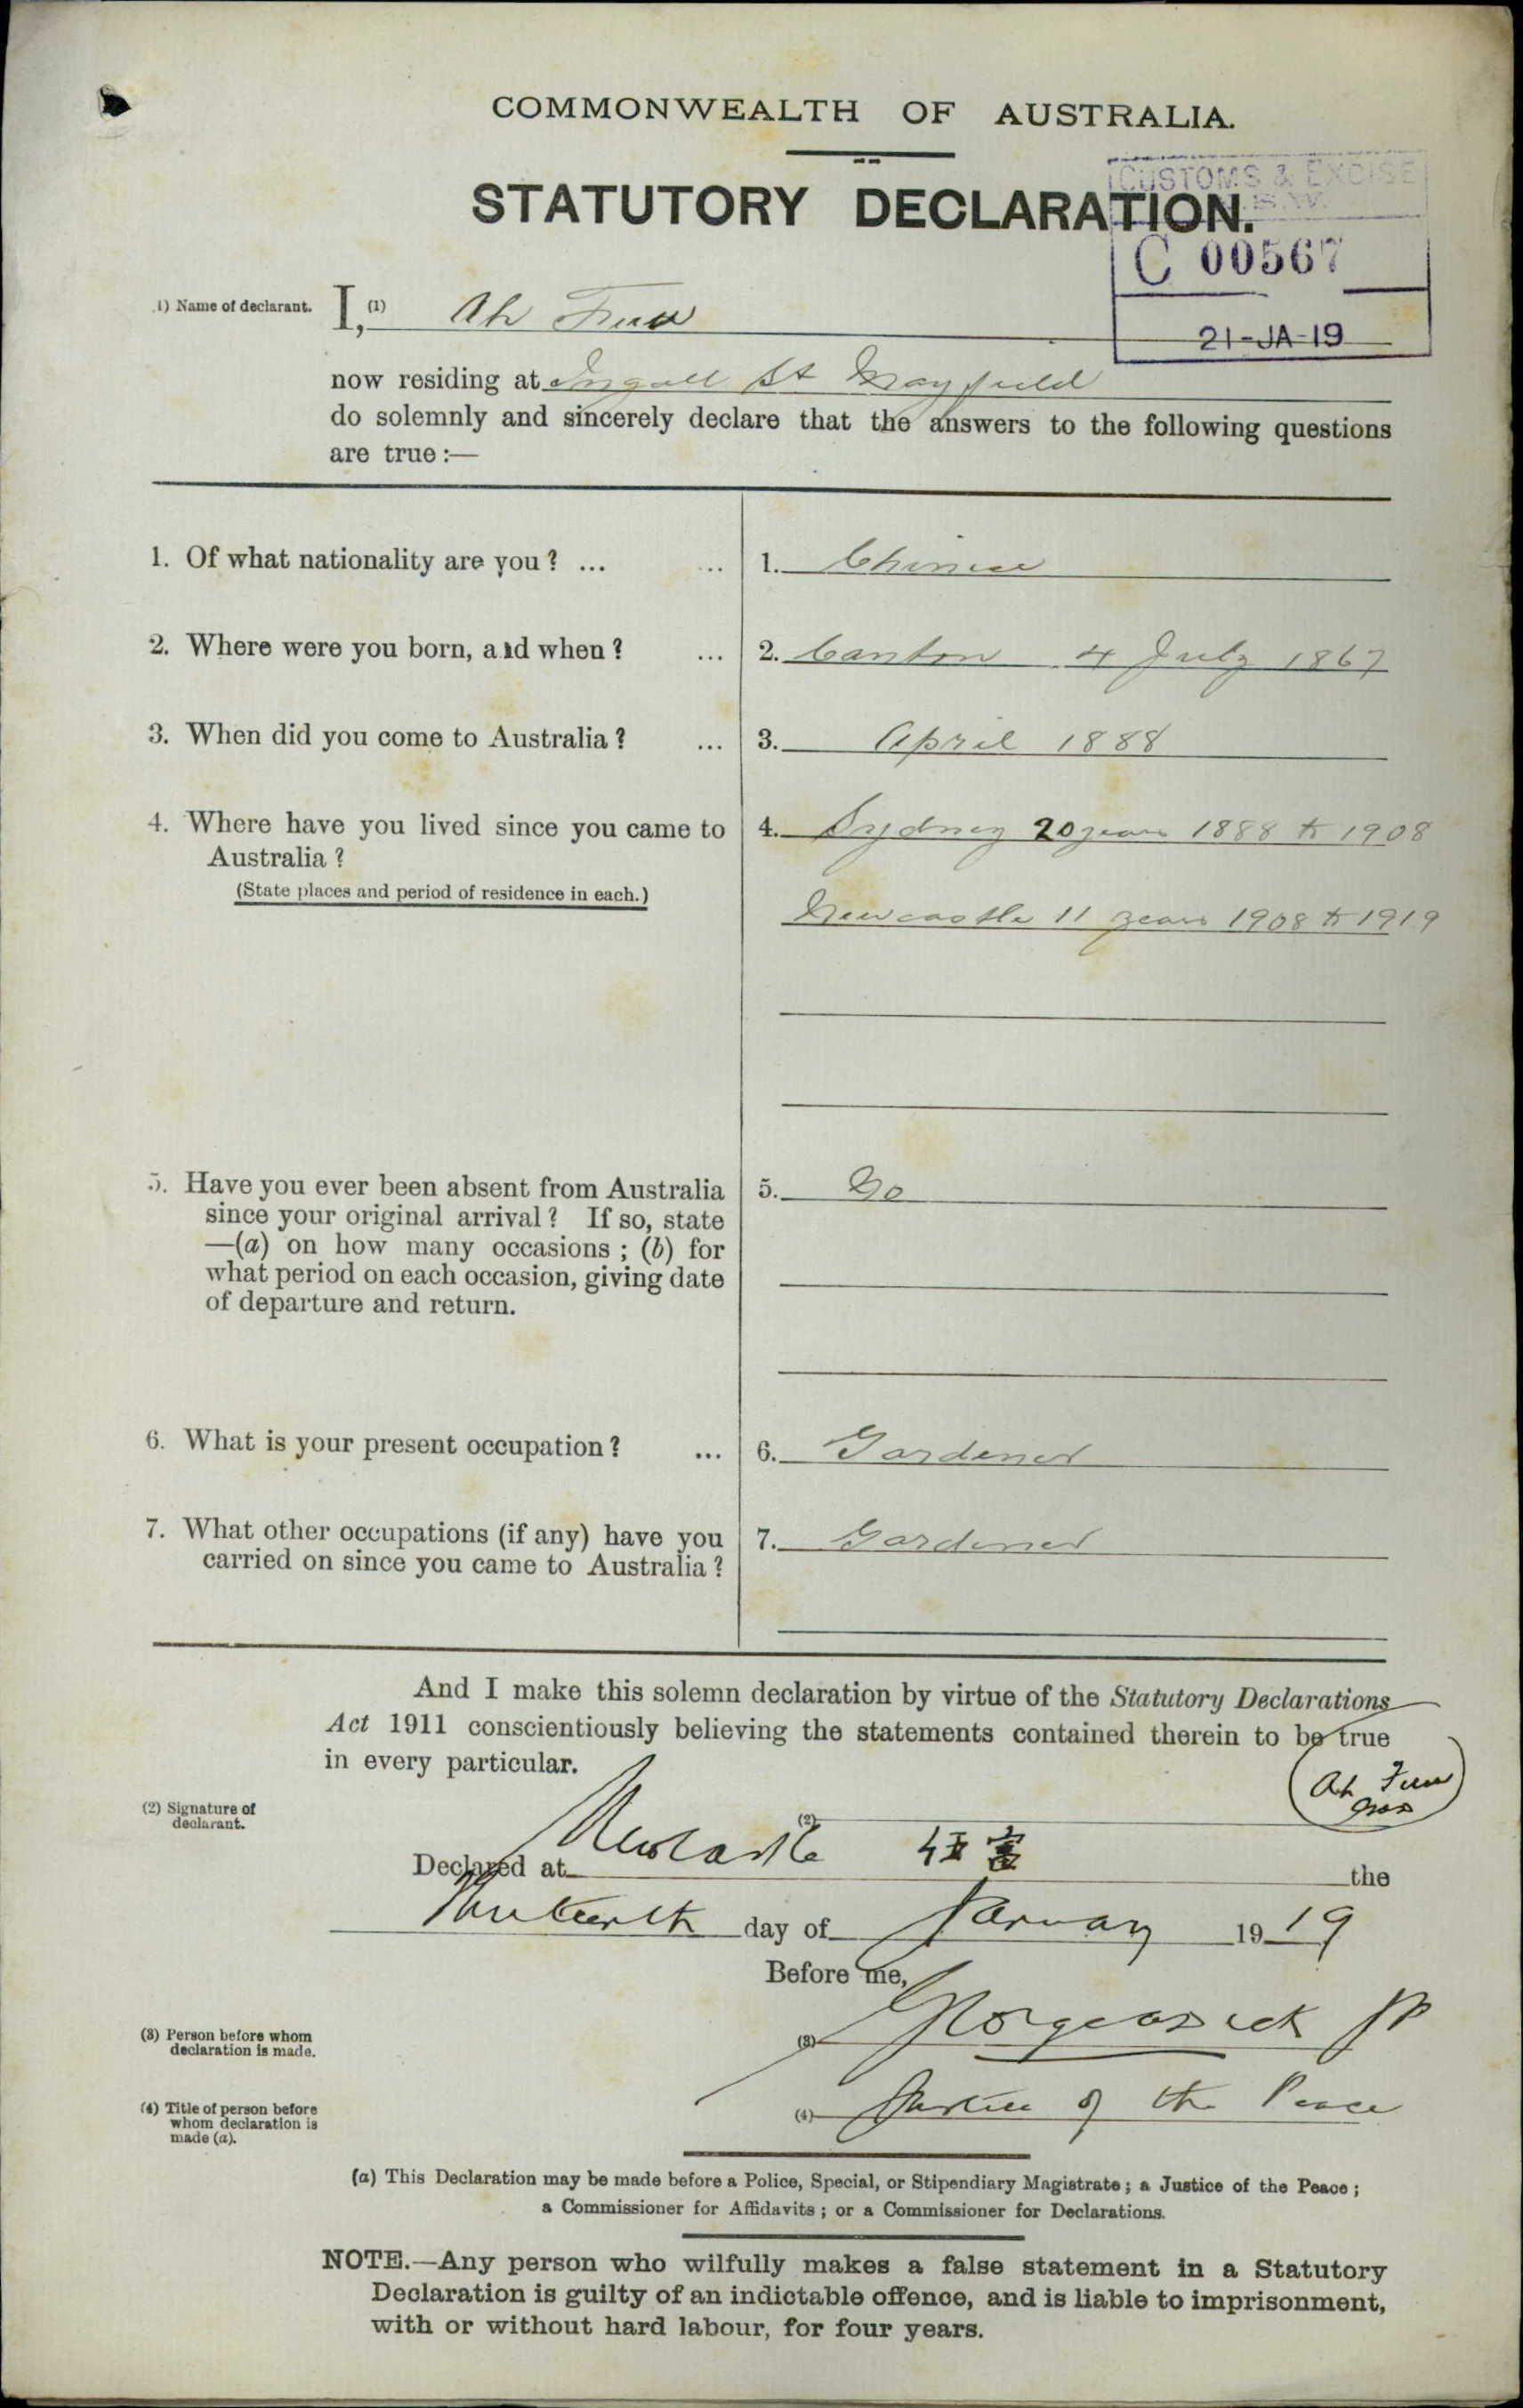 COMMONWEALTH OF AUSTRALIA.
STATUTORY DECLARATION.
CUSTOMS & EXCISE
N.S.W.
C 00567
21-JA-19
(1) Name of declarant. I, (1) Ah Fuw
now residing at Ingall St Mayfield
do solemnly and sincerely declare that the answers to the following questions
are true :—
1. Of what nationality are you ? ... ... 1. Chinese
2. Where were you born, and when ? ... 2. Canton 4 July 1867
3. When did you come to Australia ? ... 3. April 1888
4. Where have you lived since you came to 4. Sydney 20 years 1888 to 1908
Australia ?
(State places and period of residence in each.)
Newcastle 11 years 1908 to 1919
5. Have you ever been absent from Australia 5. No
since your original arrival ? If so, state
—(a) on how many occasions ; (b) for
what period on each occasion, giving date
of departure and return.
6. What is your present occupation ? ... 6. Gardener
7. What other occupations (if any) have you 7. Gardener
carried on since you came to Australia ?
And I make this solemn declaration by virtue of the Statutory Declarations
Act 1911 conscientiously believing the statements contained therein to be true
in every particular.
Ah Fuw
(2) Signature of
declarant.
(2)
Declared at Newcastle 富 the
Thirteenth day of January 1919
Before me,
(3) Person before whom
declaration is made.
(3) JP
(4) Title of person before
whom declaration is
made (a).
(4) Justice of the Peace
(a) This Declaration may be made before a Police, Special, or Stipendiary Magistrate ; a Justice of the Peace ;
a Commissioner for Affidavits ; or a Commissioner for Declarations.
NOTE.—Any person who wilfully makes a false statement in a Statutory
Declaration is guilty of an indictable offence, and is liable to imprisonment,
with or without hard labour, for four years.